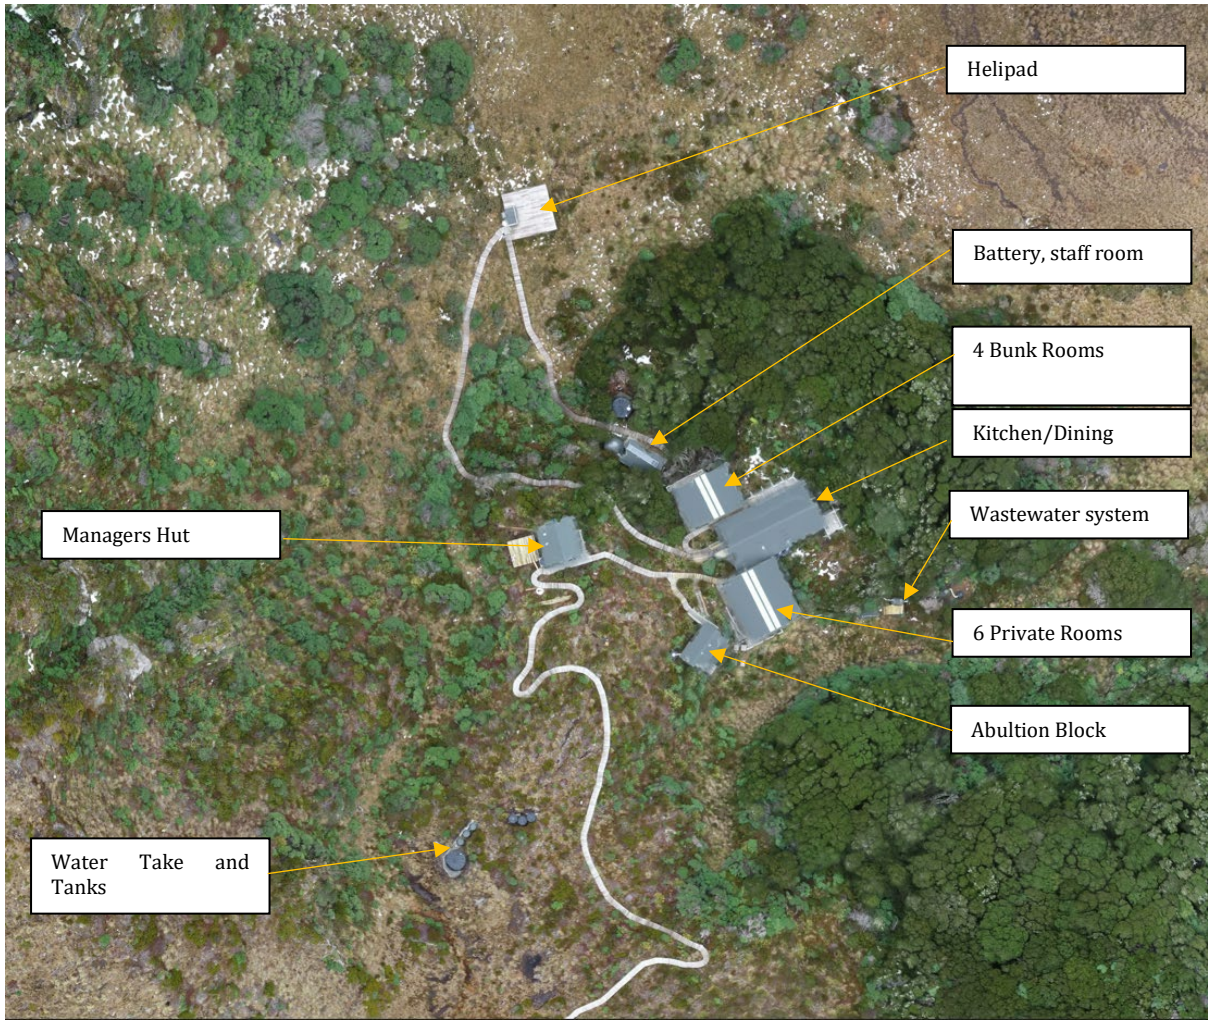 Helipad
Battery, staff room
4 Bunk Rooms
Kitchen/Dining
Wastewater system
Managers Hut
6 Private Rooms
Abultion Block
Water Take and
Tanks